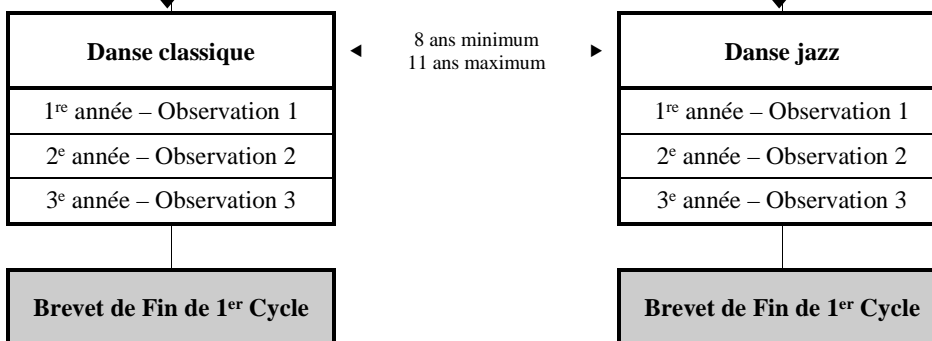 Danse classique
1re année – Observation 1
2e année – Observation 2
3e année – Observation 3
Brevet de Fin de 1er Cycle
8 ans minimum
11 ans maximum
Danse jazz
1re année – Observation 1
2e année – Observation 2
3e année – Observation 3
Brevet de Fin de 1er Cycle